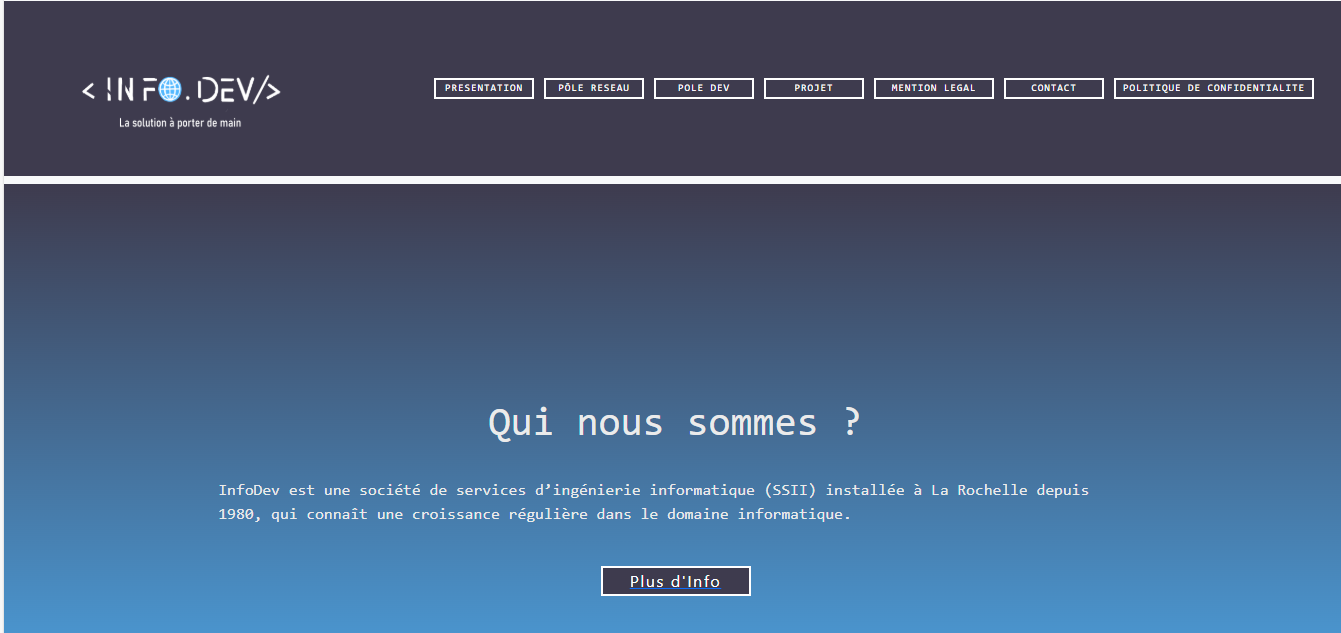 < INFO.DEV/>
La solution à porter de main
PRESENTATION
PÔLE RESEAU
POLE DEV
PROJET
MENTION LEGAL
CONTACT
POLITIQUE DE CONFIDENTIALITE
Qui nous sommes ?
InfoDev est une société de services d’ingénierie informatique (SSII) installée à La Rochelle depuis
1980, qui connaît une croissance régulière dans le domaine informatique.
Plus d'Info